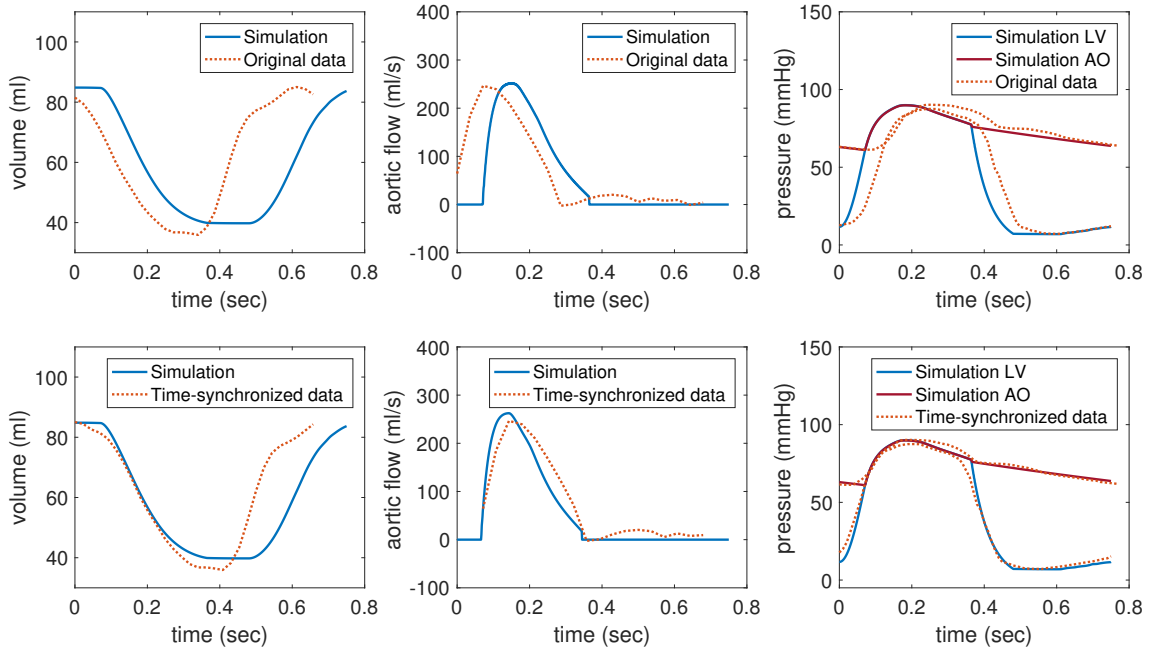 volume (ml)
100
80
60
40
0
0.2
0.4
0.6
0.8
time (sec)
Simulation
Original data
aortic flow (ml/s)
400
300
200
100
0
-100
0
0.2
0.4
0.6
0.8
time (sec)
Simulation
Original data
pressure (mmHg)
150
100
50
0
0
0.2
0.4
0.6
0.8
time (sec)
Simulation LV
Simulation AO
Original data
volume (ml)
100
80
60
40
0
0.2
0.4
0.6
0.8
time (sec)
Simulation
Time-synchronized data
aortic flow (ml/s)
400
300
200
100
0
-100
0
0.2
0.4
0.6
0.8
time (sec)
Simulation
Time-synchronized data
pressure (mmHg)
150
100
50
0
0
0.2
0.4
0.6
0.8
time (sec)
Simulation LV
Simulation AO
Time-synchronized data